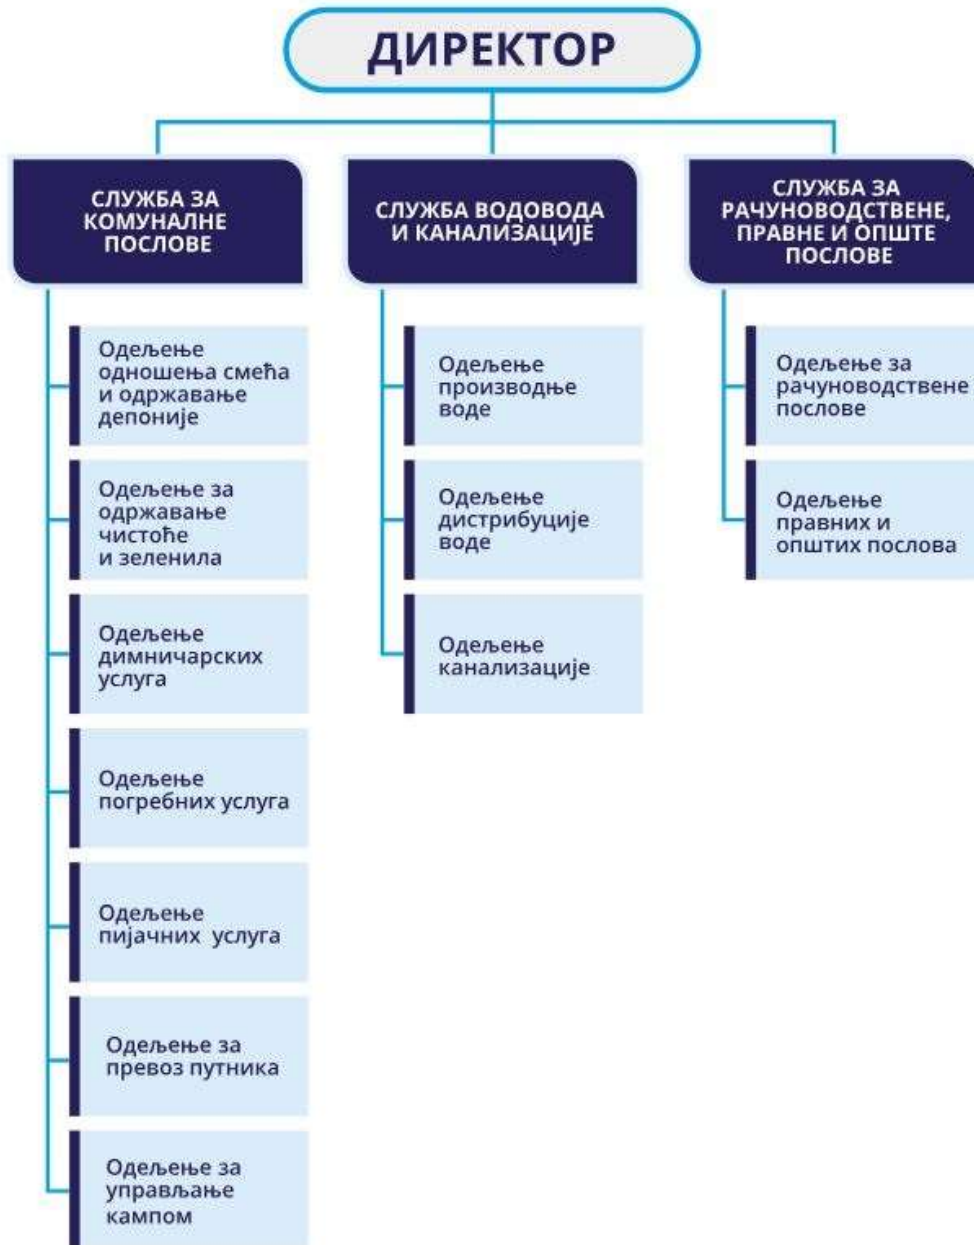 ДИРЕКТОР
СЛУЖБА ЗА
КОМУНАЛНЕ
ПОСЛОВЕ
Одељење
одношења смећа
и одржавање
депоније
Одељење за
одржавање
чистоће
и зеленила
Одељење
димничарских
услуга
Одељење
погребних услуга
Одељење
пијачних услуга
Одељење за
превоз путника
Одељење за
управљање
кампом
СЛУЖБА ВОДОВОДА
И КАНАЛИЗАЦИЈЕ
Одељење
производње
воде
Одељење
дистрибуције
воде
Одељење
канализације
СЛУЖБА ЗА
РАЧУНОВОДСТВЕНЕ,
ПРАВНЕ И ОПШТЕ
ПОСЛОВЕ
Одељење за
рачуноводствене
послове
Одељење
правних и
општих послова